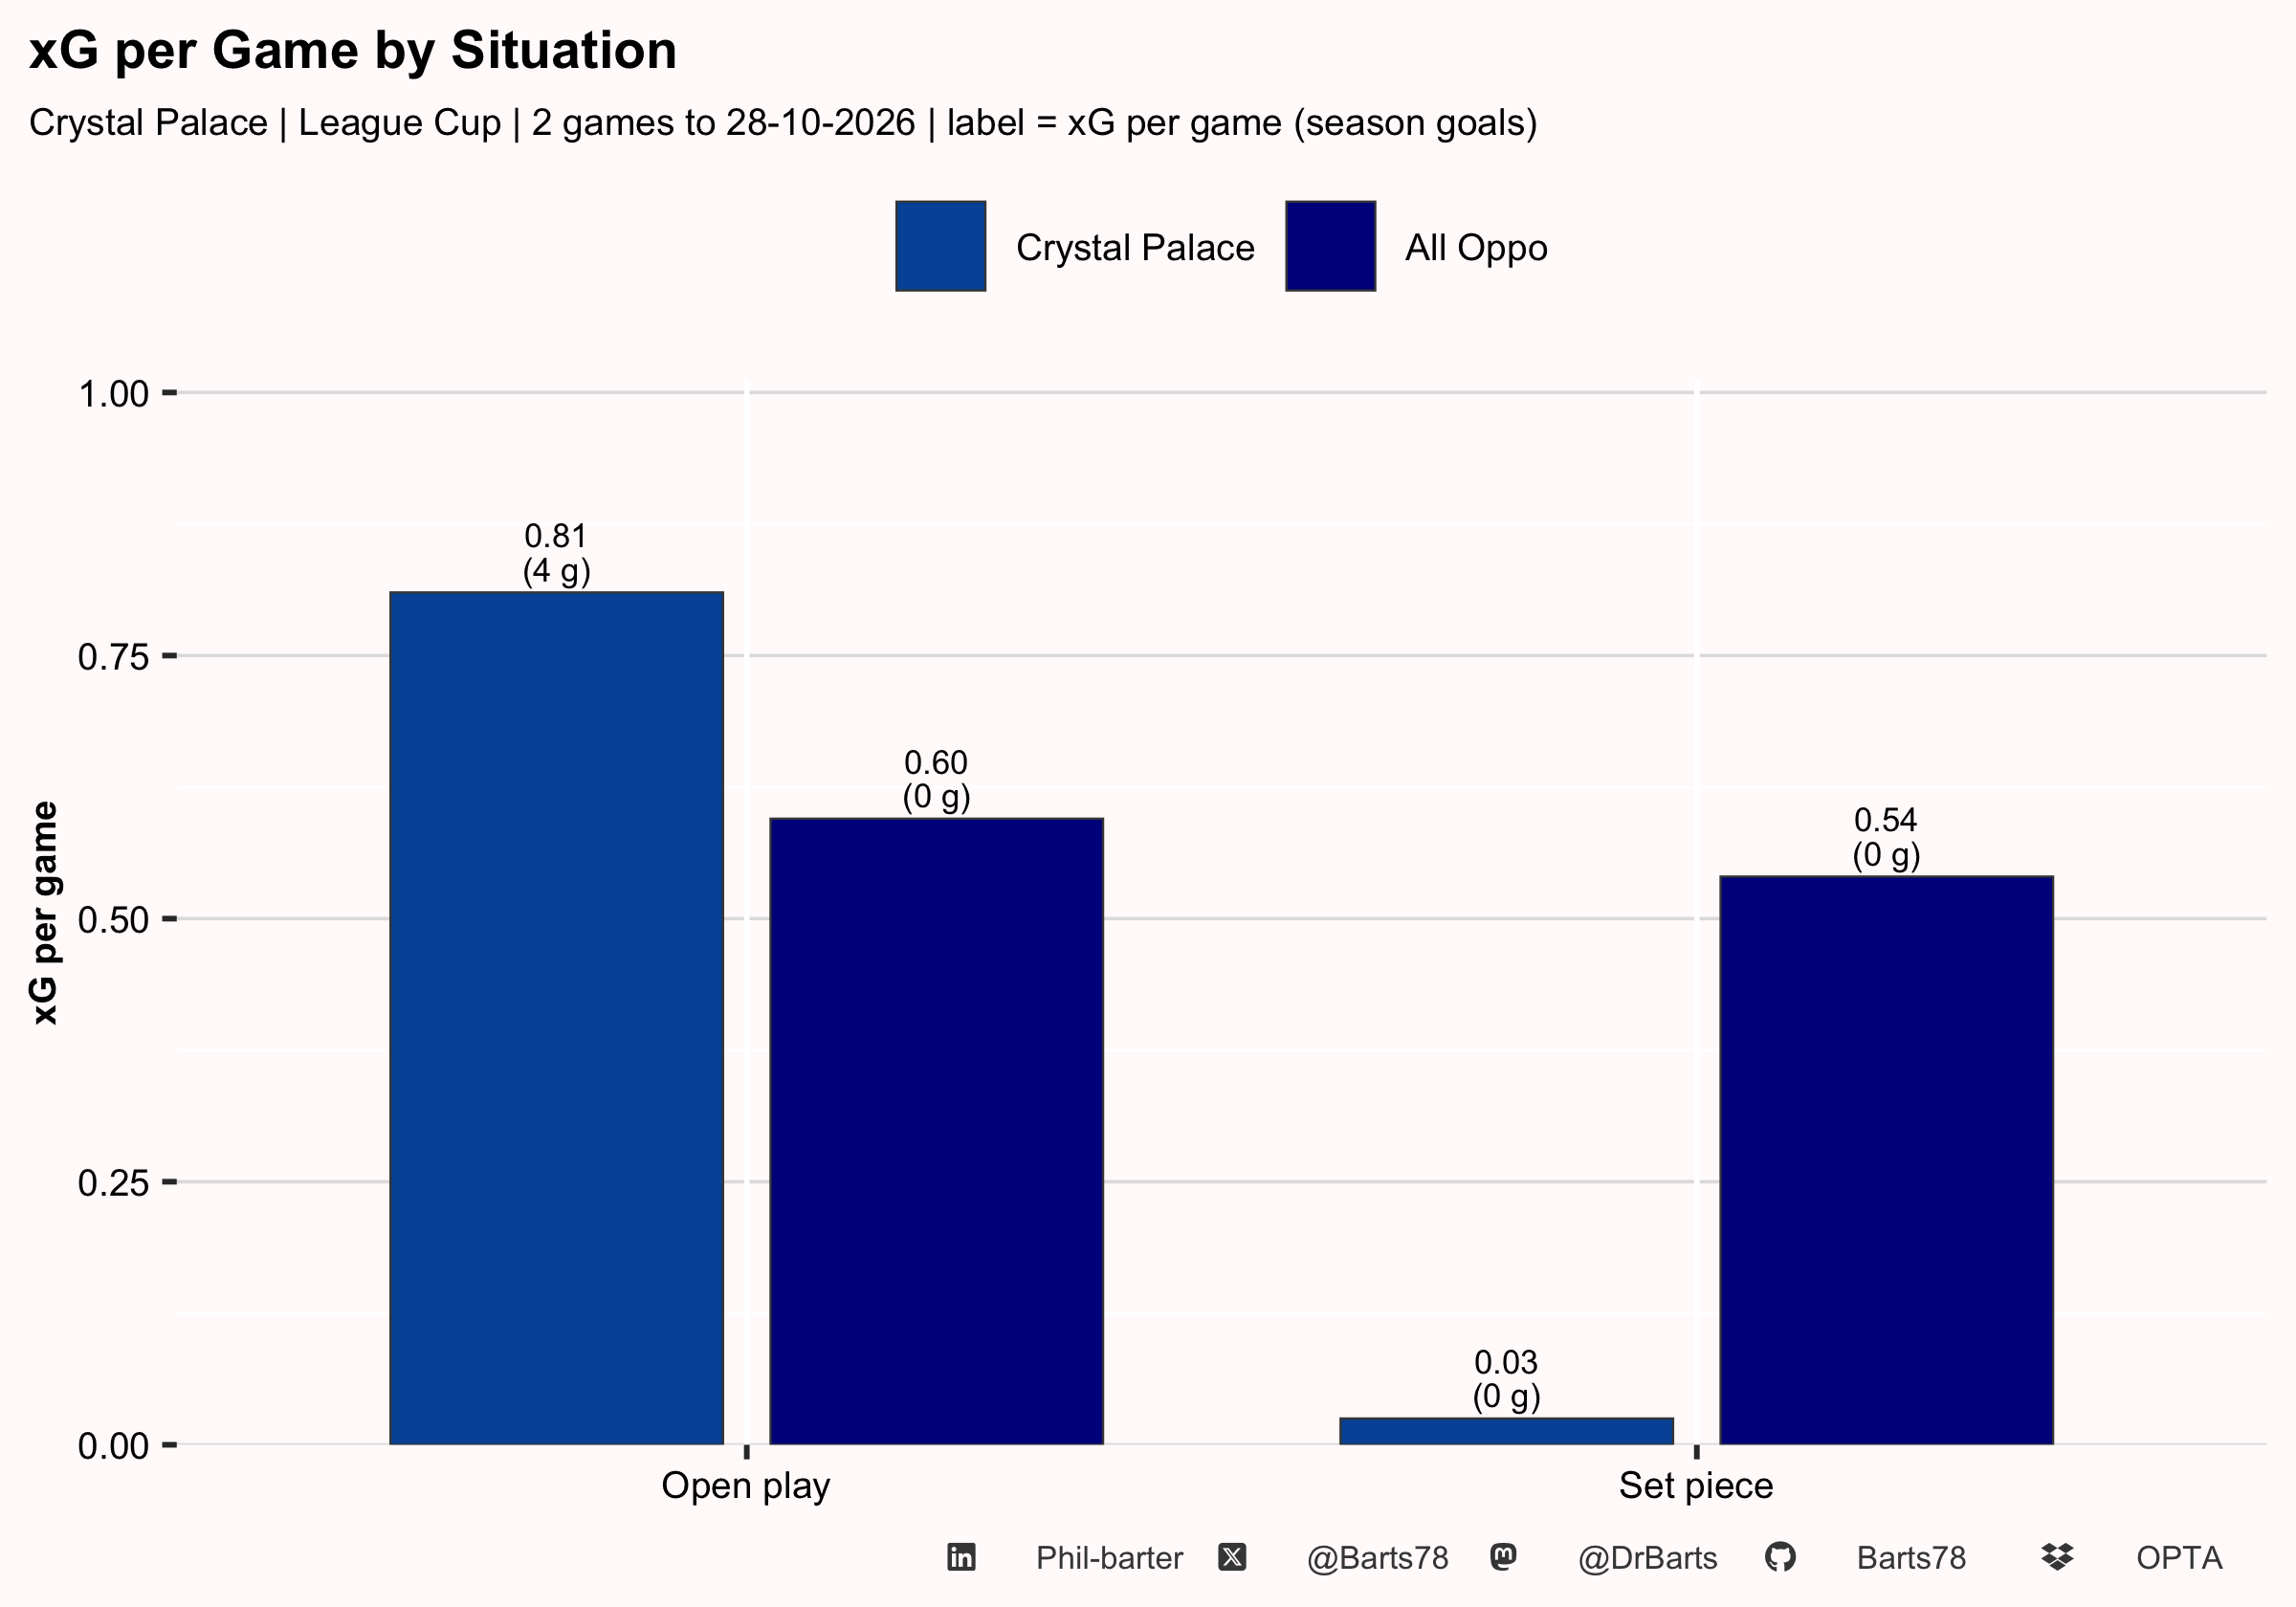 xG per Game by Situation
Crystal Palace | League Cup | 2 games to 28-10-2026 | label = xG per game (season goals)
Crystal Palace
All Oppo
xG per game
1.00
0.75
0.50
0.25
0.00
0.81
(4 g)
0.60
(0 g)
0.03
(0 g)
0.54
(0 g)
Open play
Set piece
Phil-barter @Barts78 @DrBarts Barts78 OPTA